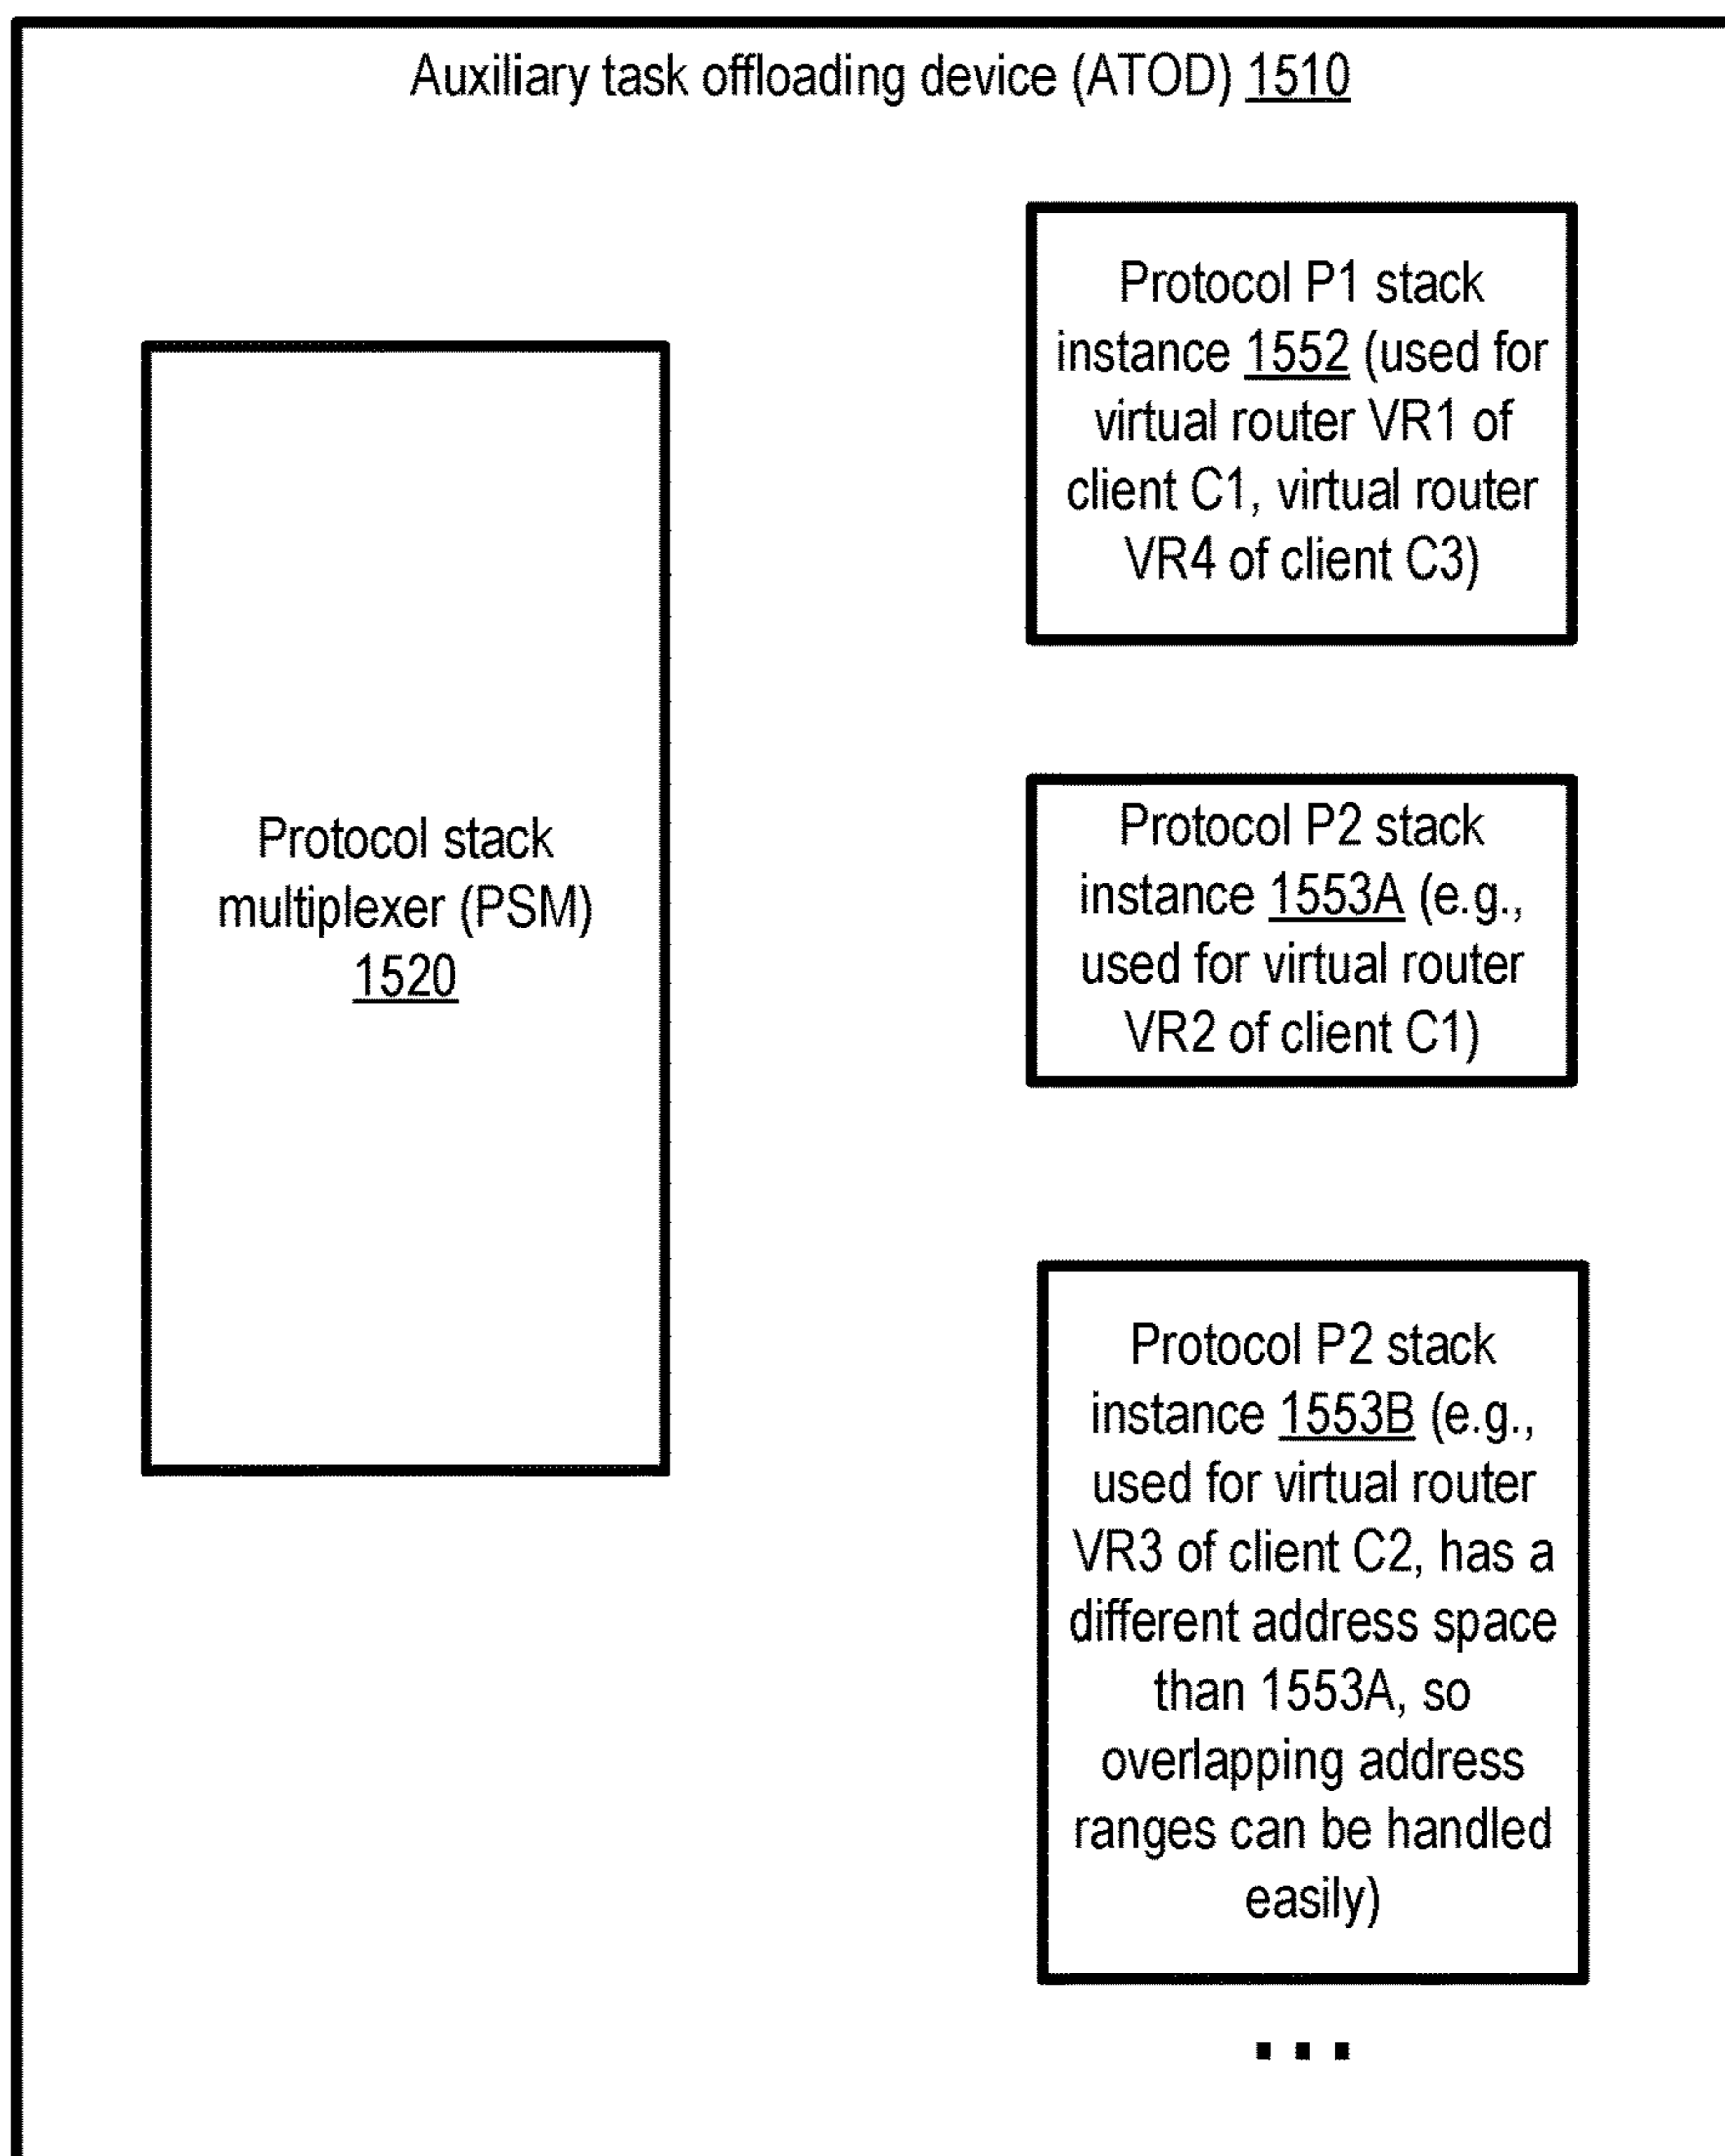 Auxiliary task offloading device (ATOD) 1510
Protocol P1 stack
instance 1552 (used for
virtual router VR1 of
client C1, virtual router
VR4 of client C3)
Protocol stack
multiplexer (PSM)
1520
Protocol P2 stack
instance 1553A (e.g.,
used for virtual router
VR2 of client C1)
Protocol P2 stack
instance 1553B (e.g.,
used for virtual router
VR3 of client C2, has a
different address space
than 1553A, so
overlapping address
ranges can be handled
easily)
...